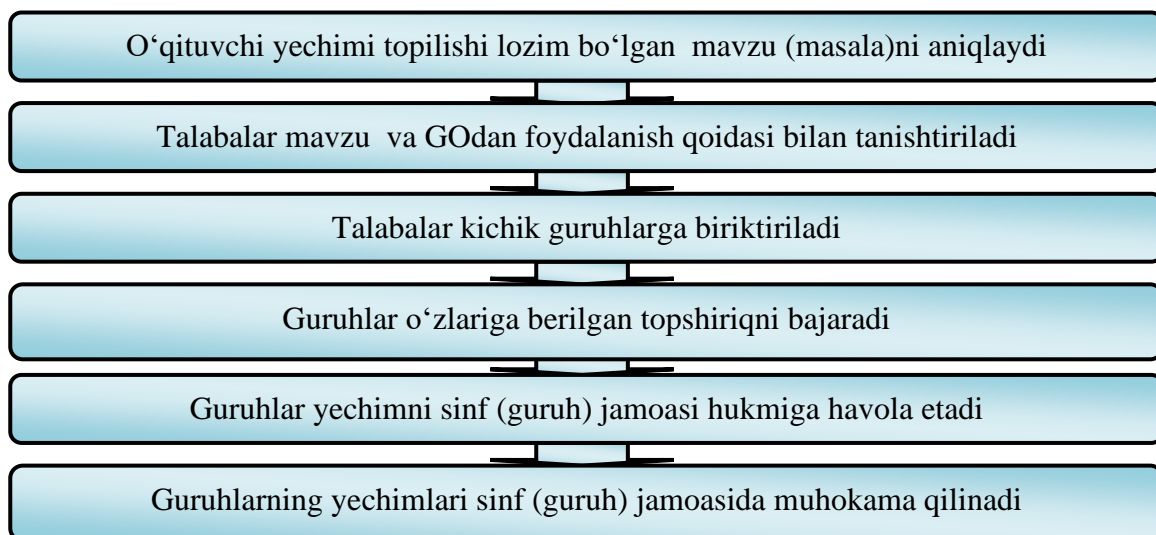 O‘qituvchi yechimi topilishi lozim bo‘lgan  mavzu (masala)ni aniqlaydi
Talabalar mavzu  va GOdan foydalanish qoidasi bilan tanishtiriladi
Talabalar kichik guruhlarga biriktiriladi
Guruhlar o‘zlariga berilgan topshiriqni bajaradi
Guruhlar yechimni sinf (guruh) jamoasi hukmiga havola etadi
Guruhlarning yechimlari sinf (guruh) jamoasida muhokama qilinadi